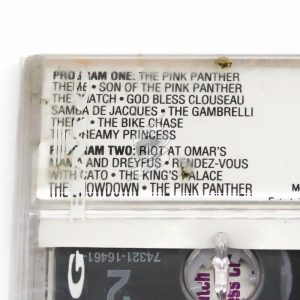 PROGRAM ONE: THE PINK PANTHER
THEME • SON OF THE PINK PANTHER
THE SNATCH • GOD BLESS CLOUSEAU
SAMBA DE JACQUES • THE GAMBRELLI
THEME • THE BIKE CHASE
THE DREAMY PRINCESS
PROGRAM TWO: RIOT AT OMAR'S
MAMA AND DREYFUS • RENDEZ-VOUS
WITH CATO • THE KING'S PALACE
THE SHOWDOWN • THE PINK PANTHER
74321-16461-
2